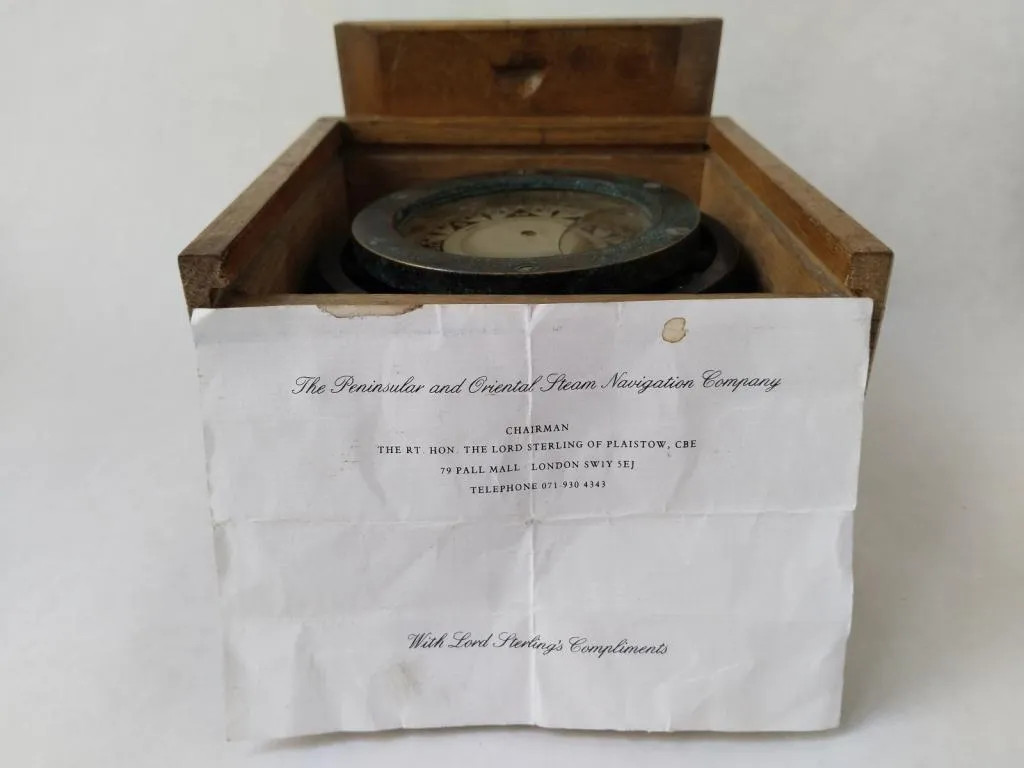 The Peninsular and Oriental Steam Navigation Company
CHAIRMAN
THE RT. HON. THE LORD STERLING OF PLAISTOW, CBE
79 PALL MALL LONDON SW1Y 5EJ
TELEPHONE 071 930 4343
With Lord Sterling's Compliments